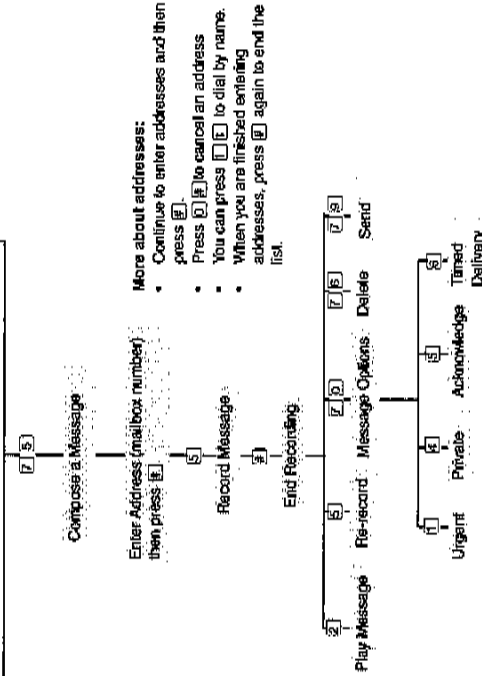 7 5
Compose a Message
Enter Address (mailbox number)
then press #.
More about addresses:
• Continue to enter addresses and then
press #.
• Press 0 # to cancel an address
• You can press to dial by name.
• When you are finished entering
addresses, press # again to end the
list.
5
Record Message
#
End Recording
2
Play Message
5
Re-record
7 0
Message Options
7 6
Delete
7 9
Send
1
Urgent
4
Private
5
Acknowledge
6
Timed
Delivery